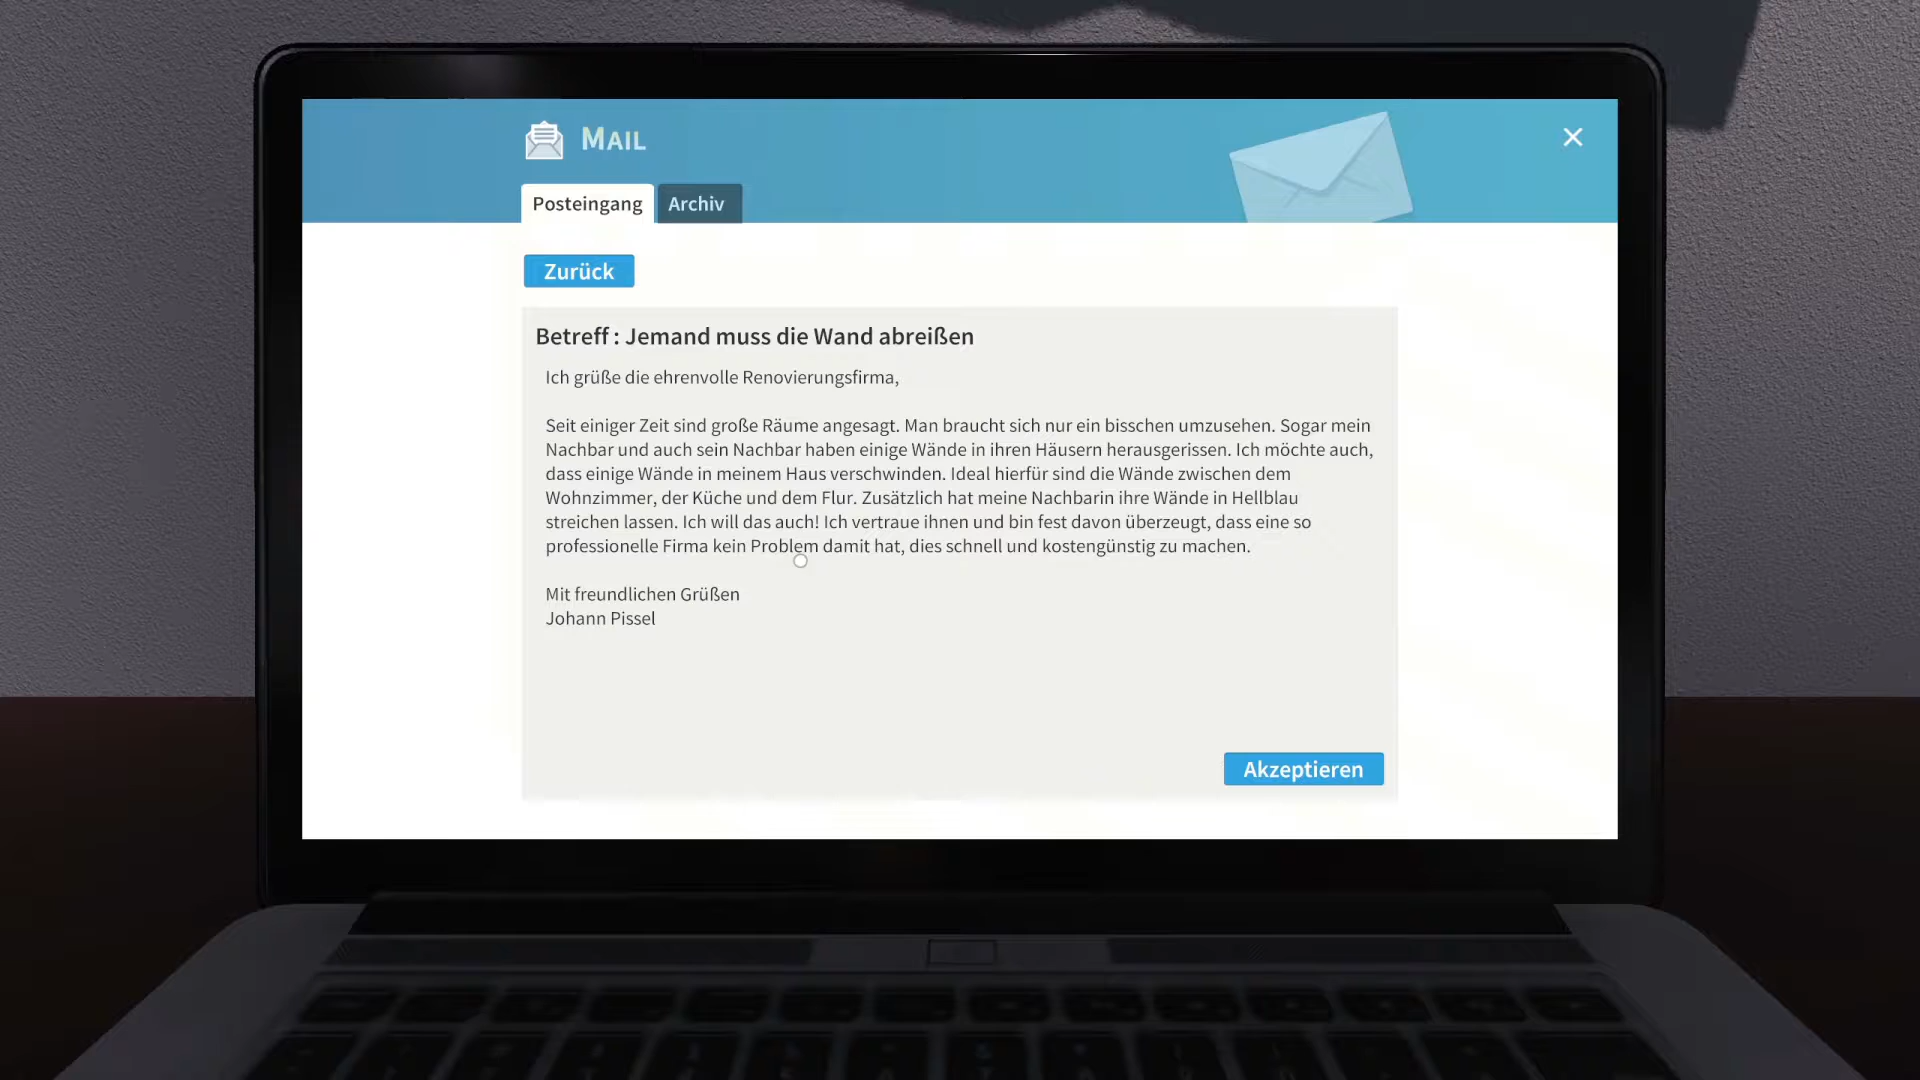 MAIL
Posteingang Archiv
Zurück
Betreff : Jemand muss die Wand abreißen
Ich grüße die ehrenvolle Renovierungsfirma,
Seit einiger Zeit sind große Räume angesagt. Man braucht sich nur ein bisschen umzusehen. Sogar mein
Nachbar und auch sein Nachbar haben einige Wände in ihren Häusern herausgerissen. Ich möchte auch,
dass einige Wände in meinem Haus verschwinden. Ideal hierfür sind die Wände zwischen dem
Wohnzimmer, der Küche und dem Flur. Zusätzlich hat meine Nachbarin ihre Wände in Hellblau
streichen lassen. Ich will das auch! Ich vertraue ihnen und bin fest davon überzeugt, dass eine so
professionelle Firma kein Problem damit hat, dies schnell und kostengünstig zu machen.
Mit freundlichen Grüßen
Johann Pissel
Akzeptieren